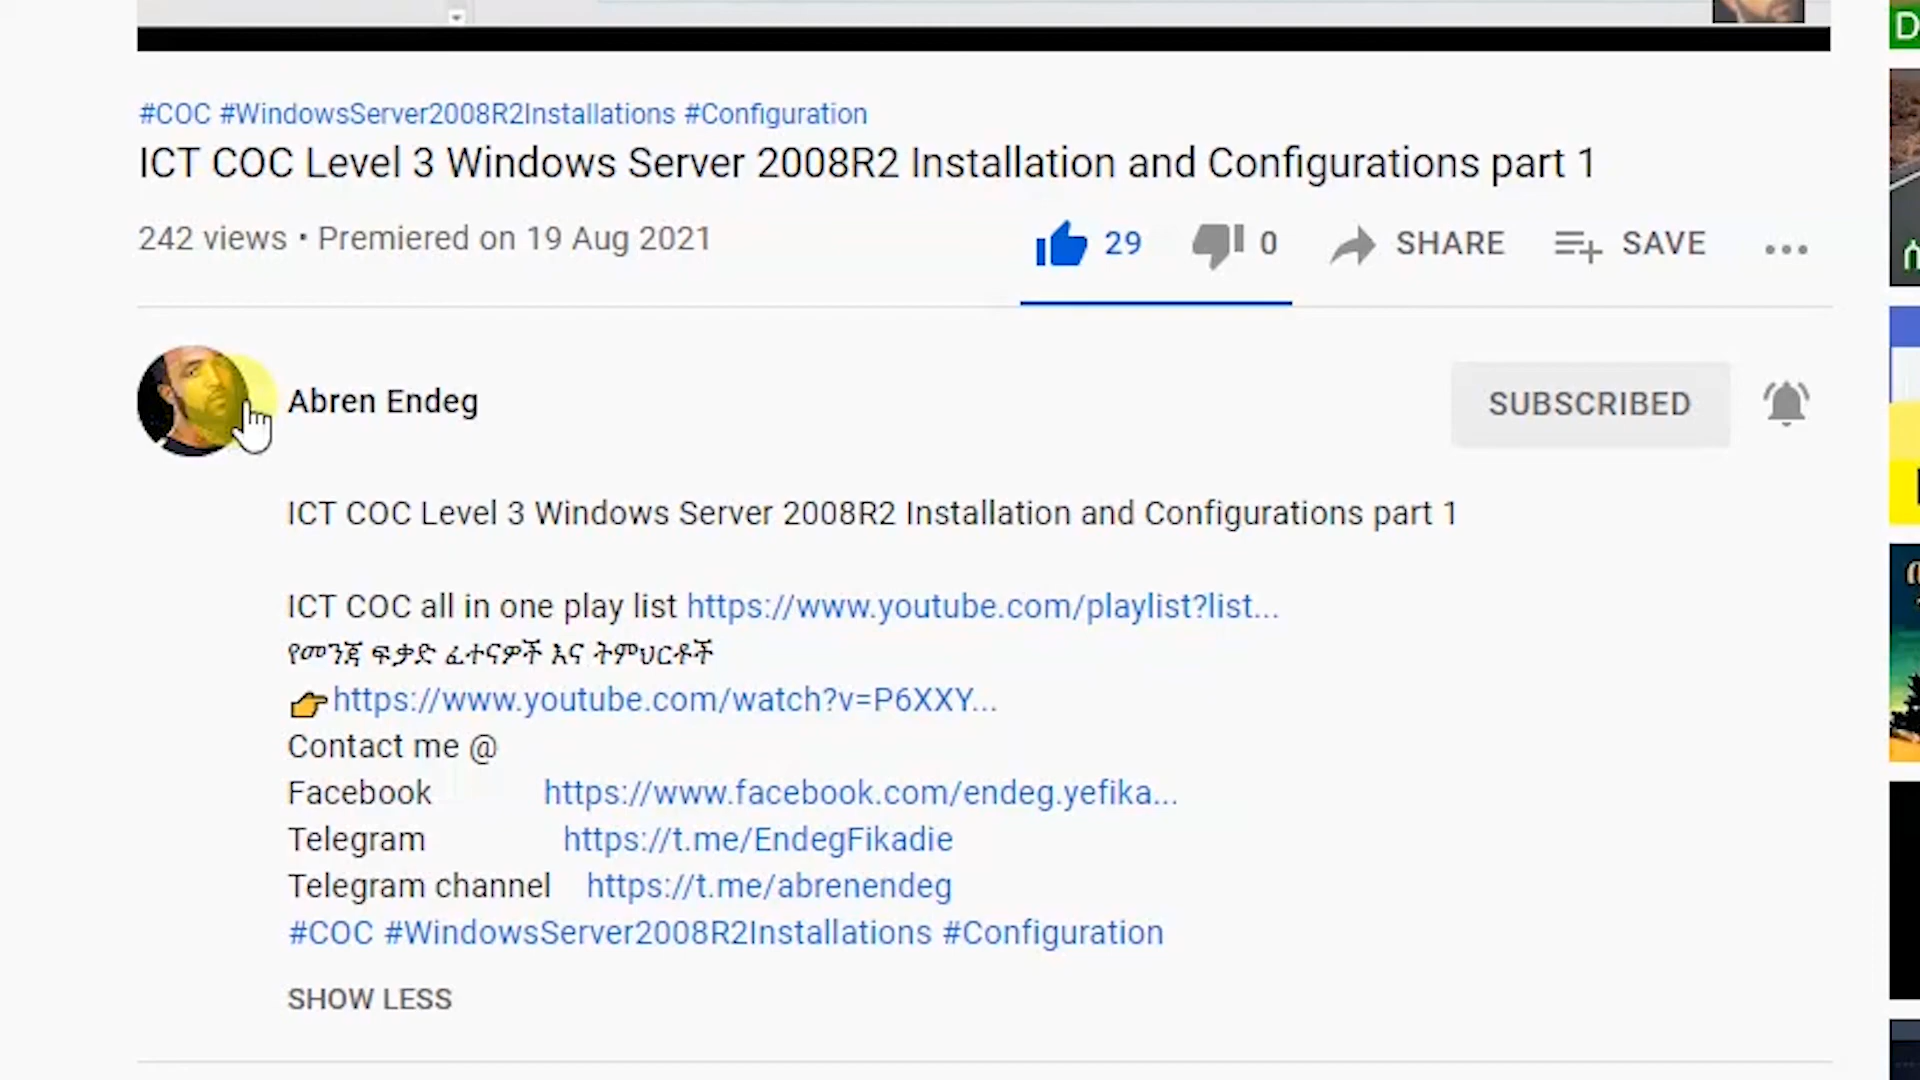 #COC #WindowsServer2008R2Installations #Configuration
ICT COC Level 3 Windows Server 2008R2 Installation and Configurations part 1
242 views • Premiered on 19 Aug 2021
29 0 SHARE SAVE
Abren Endeg
SUBSCRIBED
ICT COC Level 3 Windows Server 2008R2 Installation and Configurations part 1
ICT COC all in one play list https://www.youtube.com/playlist?list...
የመንጃ ፍቃድ ፈተናዎች እና ትምህርቶች
👉https://www.youtube.com/watch?v=P6XXY...
Contact me @
Facebook https://www.facebook.com/endeg.yefika...
Telegram https://t.me/EndegFikadie
Telegram channel https://t.me/abrenendeg
#COC #WindowsServer2008R2Installations #Configuration
SHOW LESS